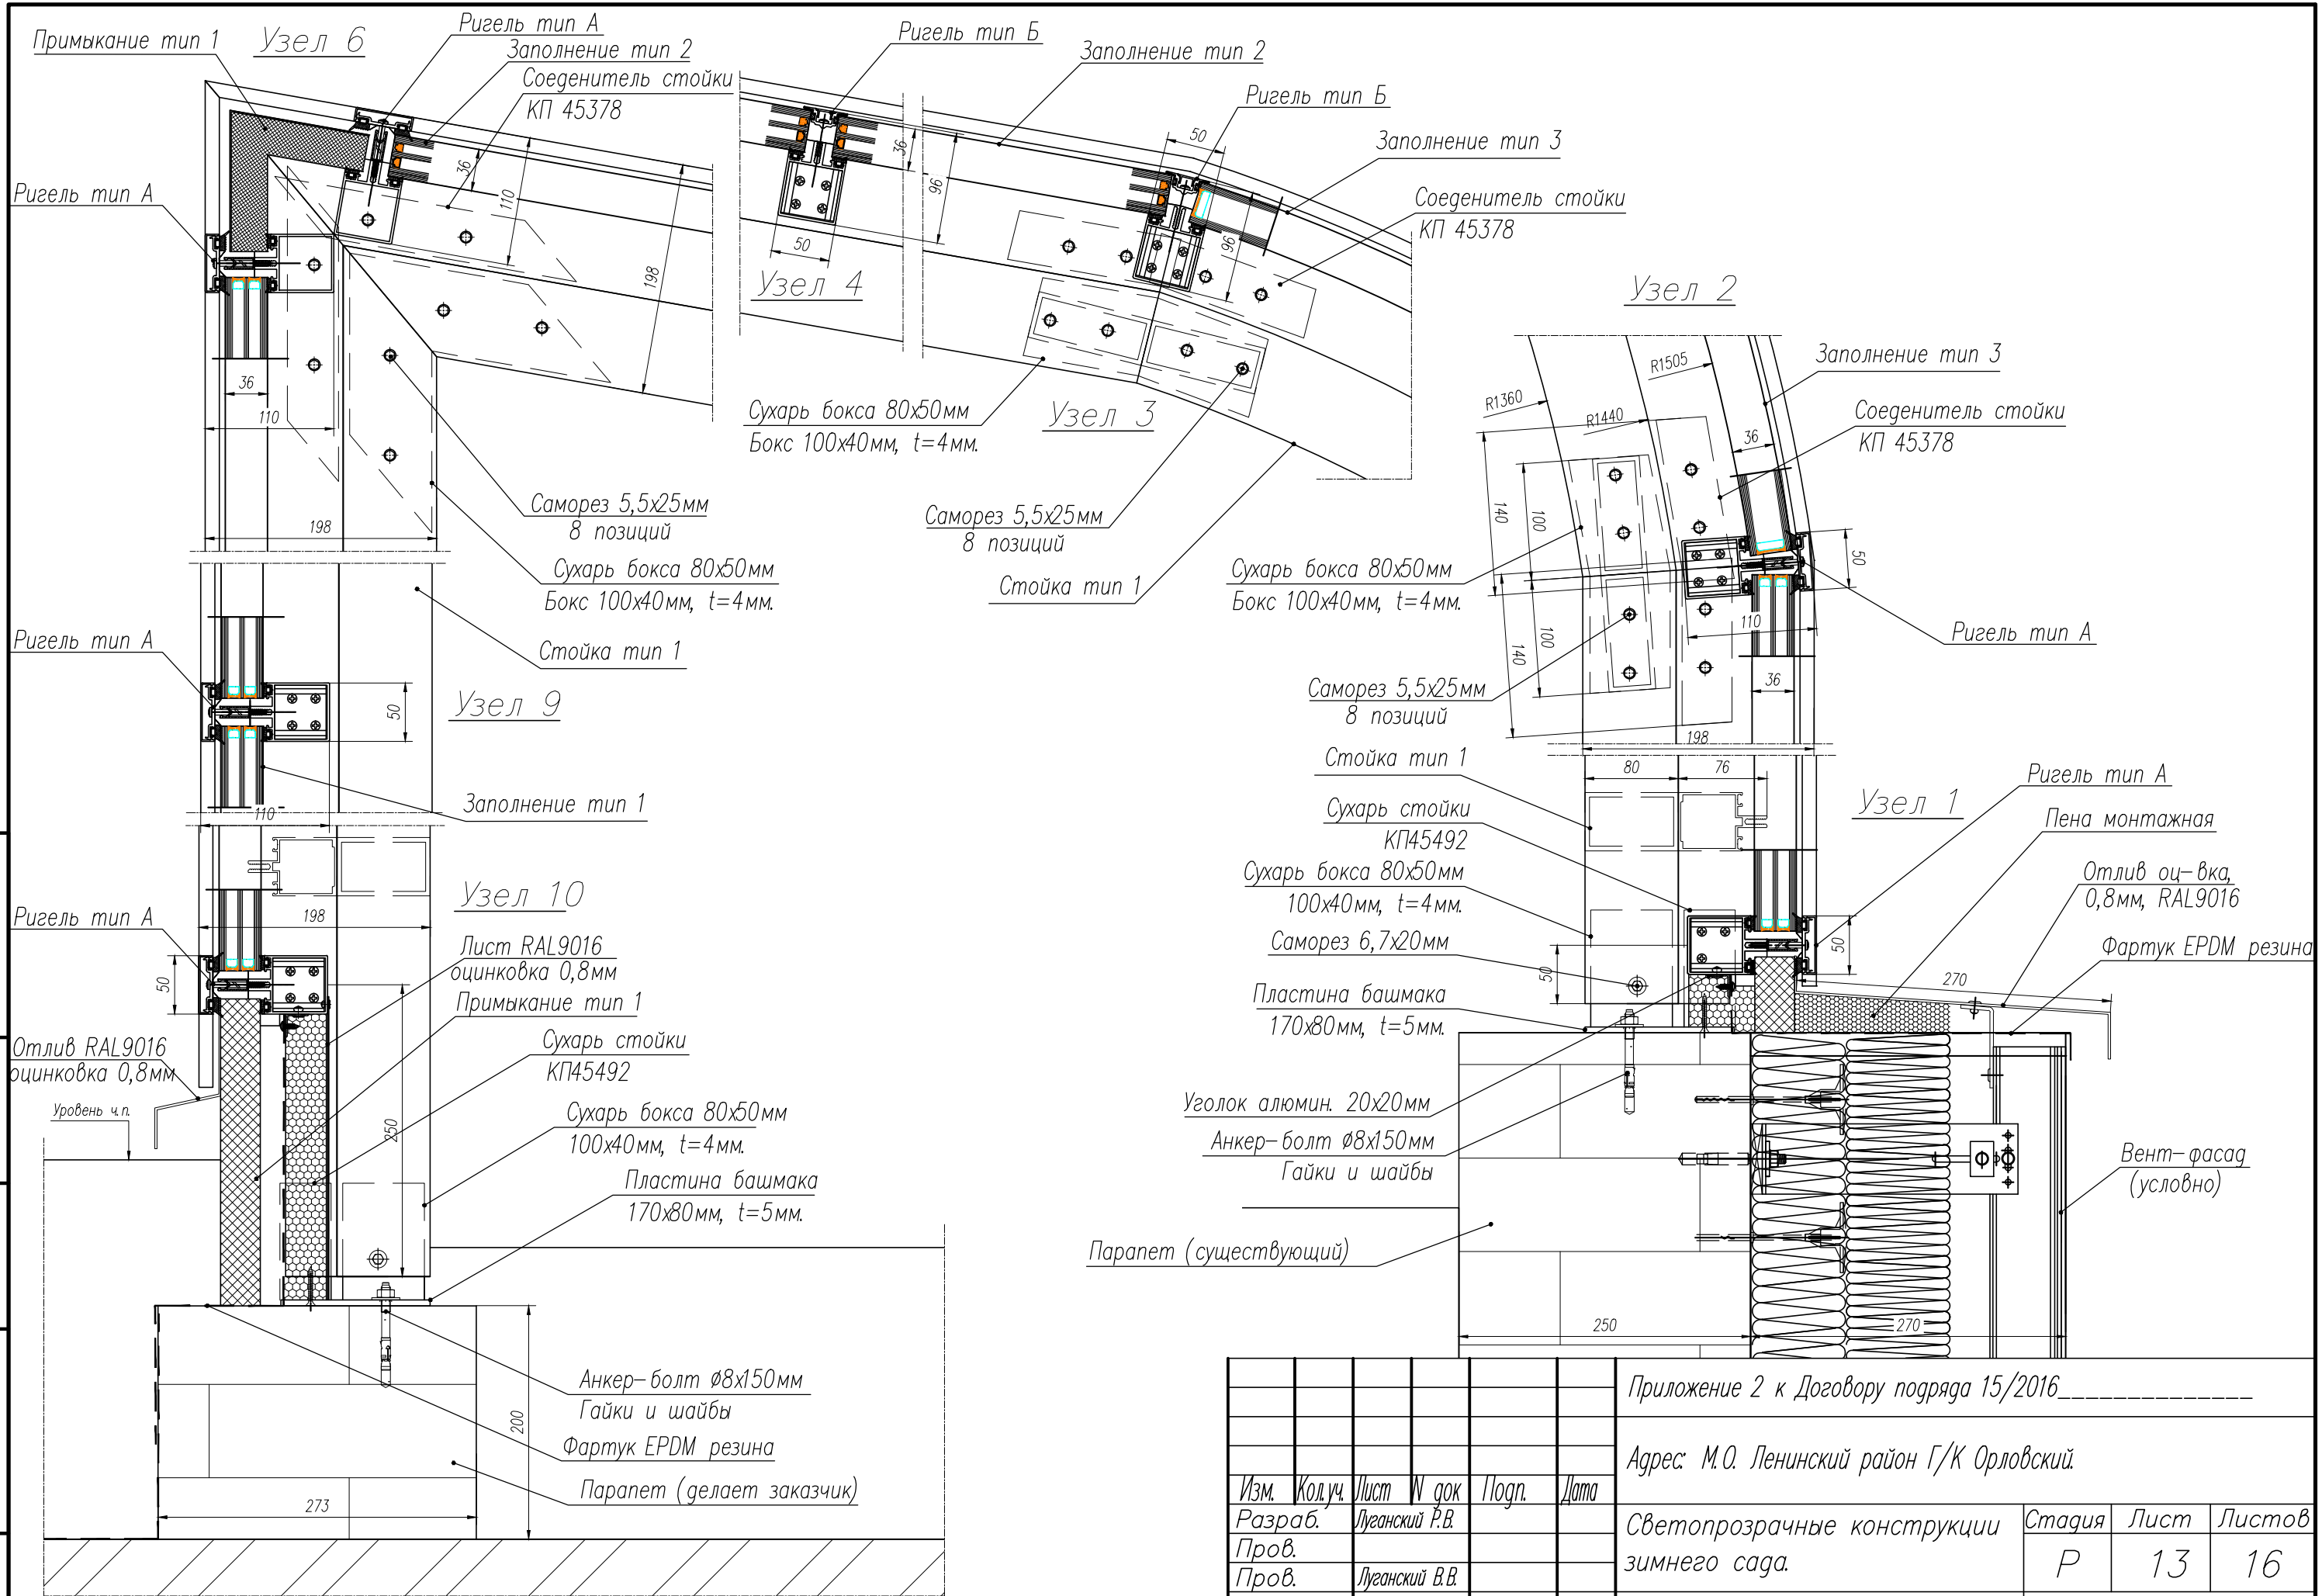 Примыкание тип 1
Узел 6
Ригель тип А
Заполнение тип 2
Соеденитель стойки
КП 45378
Ригель тип Б
Заполнение тип 2
Ригель тип Б
Заполнение тип 3
Соеденитель стойки
КП 45378
Ригель тип А
36
110
198
36
110
198
50
36
96
50
96
Узел 4
Узел 3
Сухарь бокса 80х50мм
Бокс 100х40мм, t=4мм.
Саморез 5,5х25мм
8 позиций
Стойка тип 1
Саморез 5,5х25мм
8 позиций
Сухарь бокса 80х50мм
Бокс 100х40мм, t=4мм.
Стойка тип 1
Ригель тип А
50
Узел 9
110
Заполнение тип 1
Узел 10
198
Ригель тип А
50
Лист RAL9016
оцинковка 0,8мм
Примыкание тип 1
Отлив RAL9016
оцинковка 0,8мм
Уровень ч.п.
Сухарь стойки
КП45492
250
Сухарь бокса 80х50мм
100х40мм, t=4мм.
Пластина башмака
170х80мм, t=5мм.
Анкер-болт ø8х150мм
Гайки и шайбы
Фартук EPDM резина
Парапет (делает заказчик)
200
273
Узел 2
R1360
R1440
R1505
36
Заполнение тип 3
Соеденитель стойки
КП 45378
140
100
140
100
50
110
36
198
Сухарь бокса 80х50мм
Бокс 100х40мм, t=4мм.
Ригель тип А
Саморез 5,5х25мм
8 позиций
Стойка тип 1
80
76
Ригель тип А
Узел 1
Сухарь стойки
КП45492
Пена монтажная
Сухарь бокса 80х50мм
100х40мм, t=4мм.
Отлив оц-вка,
0,8мм, RAL9016
Саморез 6,7х20мм
50
50
Фартук EPDM резина
270
Пластина башмака
170х80мм, t=5мм.
Уголок алюмин. 20х20мм
Анкер-болт ø8х150мм
Гайки и шайбы
Вент-фасад
(условно)
Парапет (существующий)
250
270
Приложение 2 к Договору подряда 15/2016_______________
Адрес: М.О. Ленинский район Г/К Орловский.
Изм. Кол.уч. Лист N док Подп. Дата
Разраб. Луганский Р.В.
Пров.
Пров. Луганский В.В.
Светопрозрачные конструкции
зимнего сада.
Стадия Лист Листов
Р 13 16